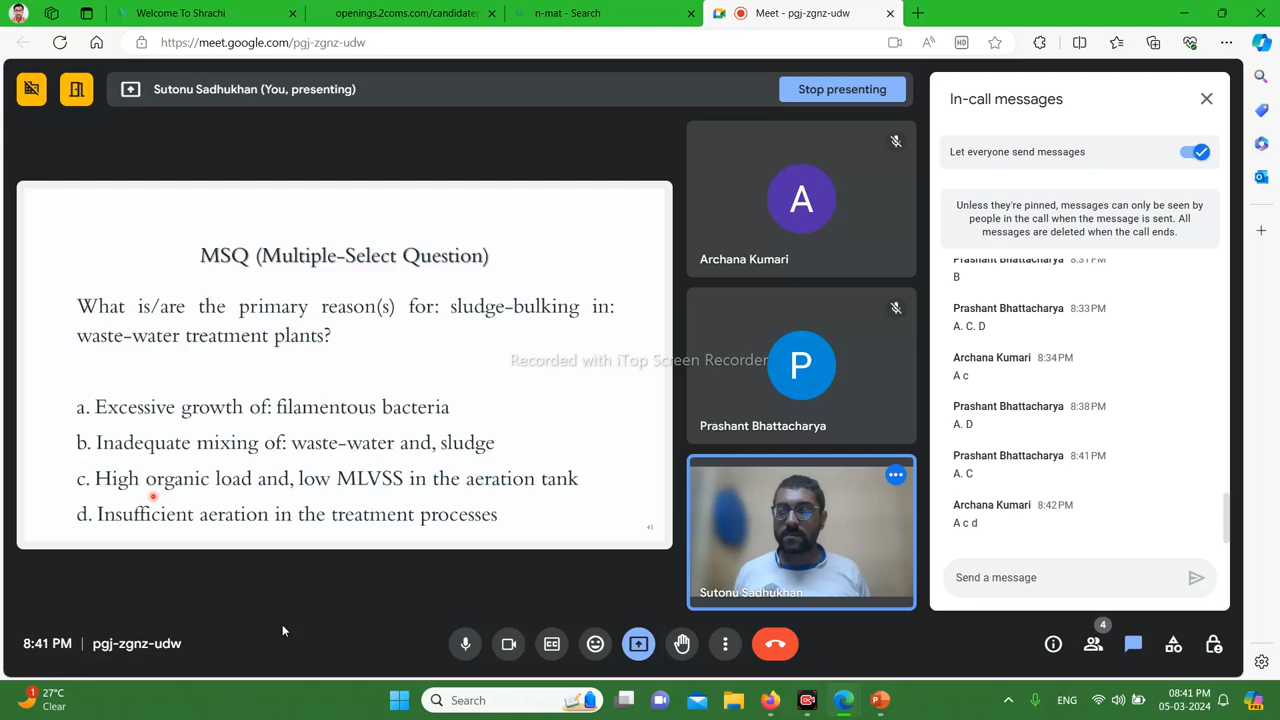 Welcome To Shrachi
openings.2coms.com/candidate
n-mat - Search
Meet - pgj-zgnz-udw
https://meet.google.com/pgj-zgnz-udw
Sutonu Sadhukhan (You, presenting)
Stop presenting
MSQ (Multiple-Select Question)
What is/are the primary reason(s) for: sludge-bulking in:
waste-water treatment plants?
a. Excessive growth of: filamentous bacteria
b. Inadequate mixing of: waste-water and, sludge
c. High organic load and, low MLVSS in the aeration tank
d. Insufficient aeration in the treatment processes
41
Recorded with iTop Screen Recorder
A
Archana Kumari
P
Prashant Bhattacharya
Sutonu Sadhukhan
In-call messages
Let everyone send messages
Unless they're pinned, messages can only be seen by
people in the call when the message is sent. All
messages are deleted when the call ends.
Prashant Bhattacharya 8:31 PM
B
Prashant Bhattacharya 8:33 PM
A. C. D
Archana Kumari 8:34 PM
A c
Prashant Bhattacharya 8:38 PM
A. D
Prashant Bhattacharya 8:41 PM
A. C
Archana Kumari 8:42 PM
A c d
Send a message
8:41 PM | pgj-zgnz-udw
4
1
27°C
Clear
Search
ENG
08:41 PM
05-03-2024